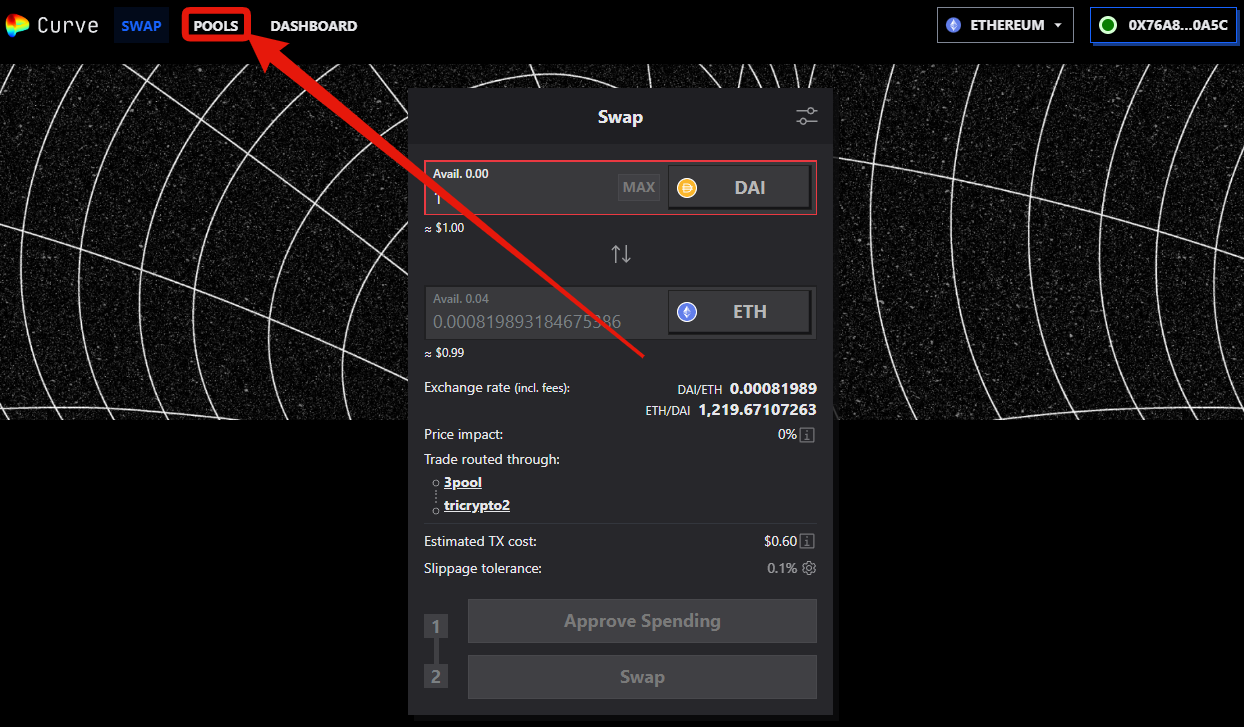 Curve SWAP POOLS DASHBOARD ETHEREUM 0X76A8...0A5C
Swap
Avail. 0.00
1 MAX DAI
≈ $1.00
Avail. 0.04
0.000819893184675386 ETH
≈ $0.99
Exchange rate (incl. fees): DAI/ETH 0.00081989
ETH/DAI 1,219.67107263
Price impact: 0%
Trade routed through:
3pool
tricrypto2
Estimated TX cost: $0.60
Slippage tolerance: 0.1%
1 Approve Spending
2 Swap